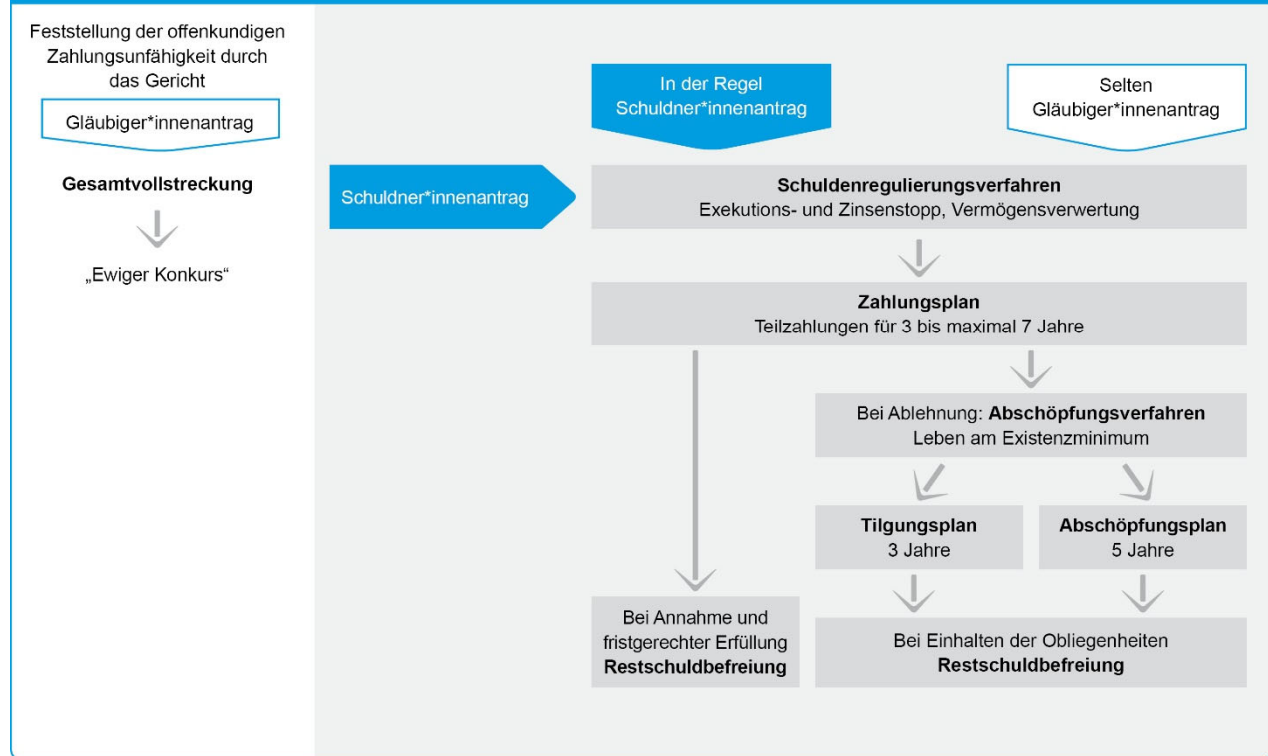 Feststellung der offenkundigen
Zahlungsunfähigkeit durch
das Gericht
Gläubiger*innenantrag
Gesamtvollstreckung
„Ewiger Konkurs“
In der Regel
Schuldner*innenantrag
Selten
Gläubiger*innenantrag
Schuldner*innenantrag
Schuldenregulierungsverfahren
Exekutions- und Zinsenstopp, Vermögensverwertung
Zahlungsplan
Teilzahlungen für 3 bis maximal 7 Jahre
Bei Ablehnung: Abschöpfungsverfahren
Leben am Existenzminimum
Tilgungsplan
3 Jahre
Abschöpfungsplan
5 Jahre
Bei Annahme und
fristgerechter Erfüllung
Restschuldbefreiung
Bei Einhalten der Obliegenheiten
Restschuldbefreiung